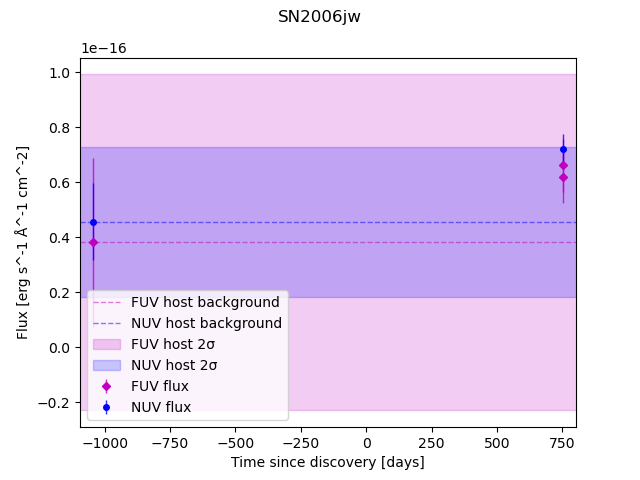 SN2006jw
1e−16
Flux [erg s^-1 Å^-1 cm^-2]
1.0
0.8
0.6
0.4
0.2
0.0
−0.2
FUV host background
NUV host background
FUV host 2σ
NUV host 2σ
FUV flux
NUV flux
−1000 −750 −500 −250 0 250 500 750
Time since discovery [days]